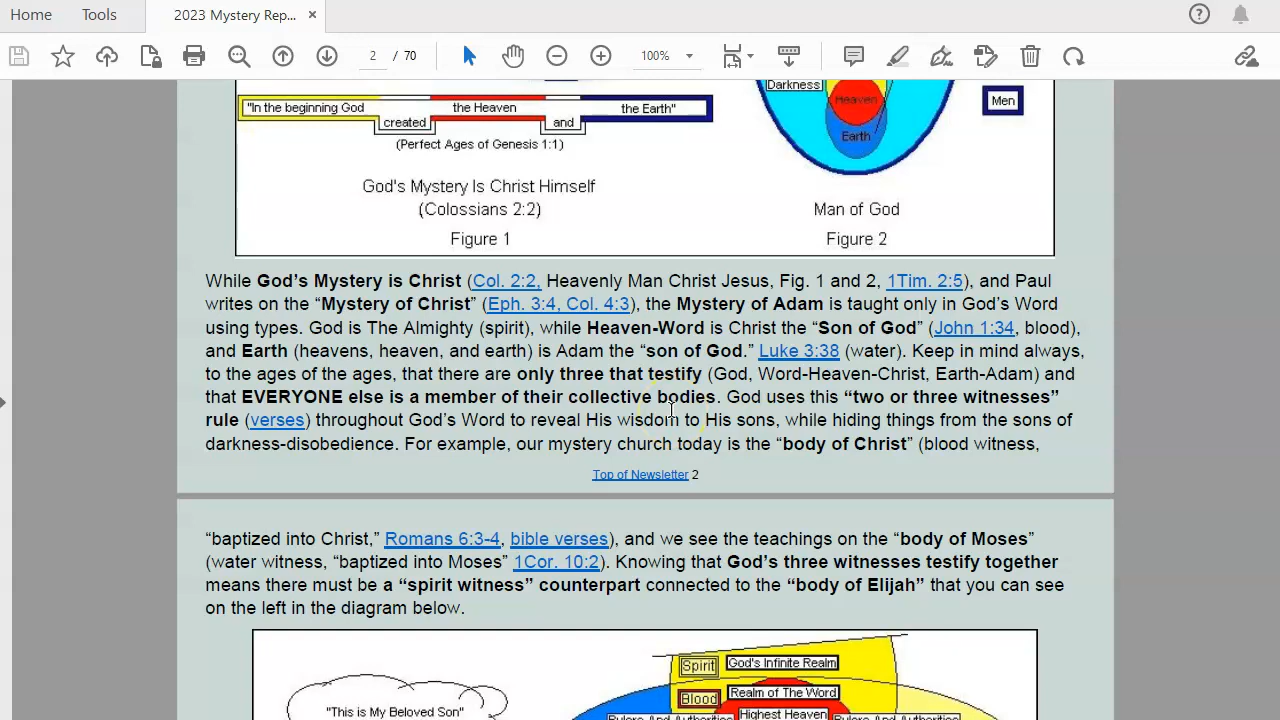 Home Tools 2023 Mystery Rep... ×
2 / 70 100%
Darkness
Heaven
Men
"In the beginning God the Heaven the Earth"
created and
Earth
(Perfect Ages of Genesis 1:1)
God's Mystery Is Christ Himself
(Colossians 2:2)
Man of God
Figure 1
Figure 2
While God's Mystery is Christ (Col. 2:2, Heavenly Man Christ Jesus, Fig. 1 and 2, 1Tim. 2:5), and Paul
writes on the “Mystery of Christ” (Eph. 3:4, Col. 4:3), the Mystery of Adam is taught only in God's Word
using types. God is The Almighty (spirit), while Heaven-Word is Christ the “Son of God” (John 1:34, blood),
and Earth (heavens, heaven, and earth) is Adam the “son of God.” Luke 3:38 (water). Keep in mind always,
to the ages of the ages, that there are only three that testify (God, Word-Heaven-Christ, Earth-Adam) and
that EVERYONE else is a member of their collective bodies. God uses this “two or three witnesses”
rule (verses) throughout God's Word to reveal His wisdom to His sons, while hiding things from the sons of
darkness-disobedience. For example, our mystery church today is the “body of Christ” (blood witness,
Top of Newsletter 2
“baptized into Christ,” Romans 6:3-4, bible verses), and we see the teachings on the “body of Moses”
(water witness, “baptized into Moses” 1Cor. 10:2). Knowing that God's three witnesses testify together
means there must be a “spirit witness” counterpart connected to the “body of Elijah” that you can see
on the left in the diagram below.
Spirit God's Infinite Realm
Blood Realm of The Word
"This is My Beloved Son"
Rulers And Authorities Highest Heaven Rulers And Authorities